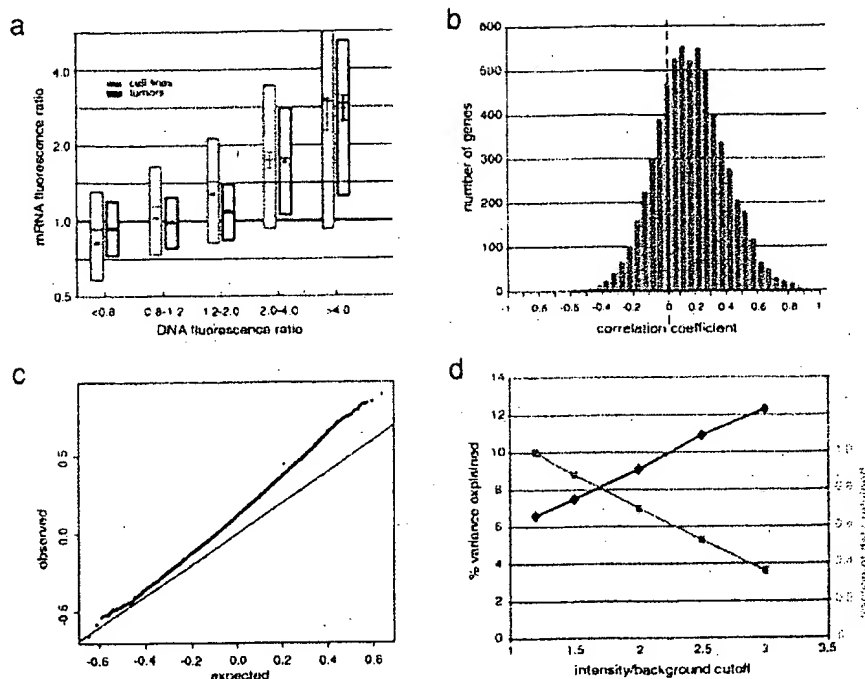 a
mRNA fluorescence ratio
4.0
2.0
1.0
0.5
cell lines
tumors
<0.8
0.8-1.2
1.2-2.0
2.0-4.0
>4.0
DNA fluorescence ratio
b
number of genes
600
500
400
300
200
100
0
-1 -0.8 -0.6 -0.4 -0.2 0 0.2 0.4 0.6 0.8 1
correlation coefficient
c
observed
0.5
0.0
-0.6 -0.4 -0.2 0.0 0.2 0.4 0.6
expected
d
% variance explained
14
12
10
8
6
4
2
0
1 1.5 2 2.5 3 3.5
intensity/background cutoff